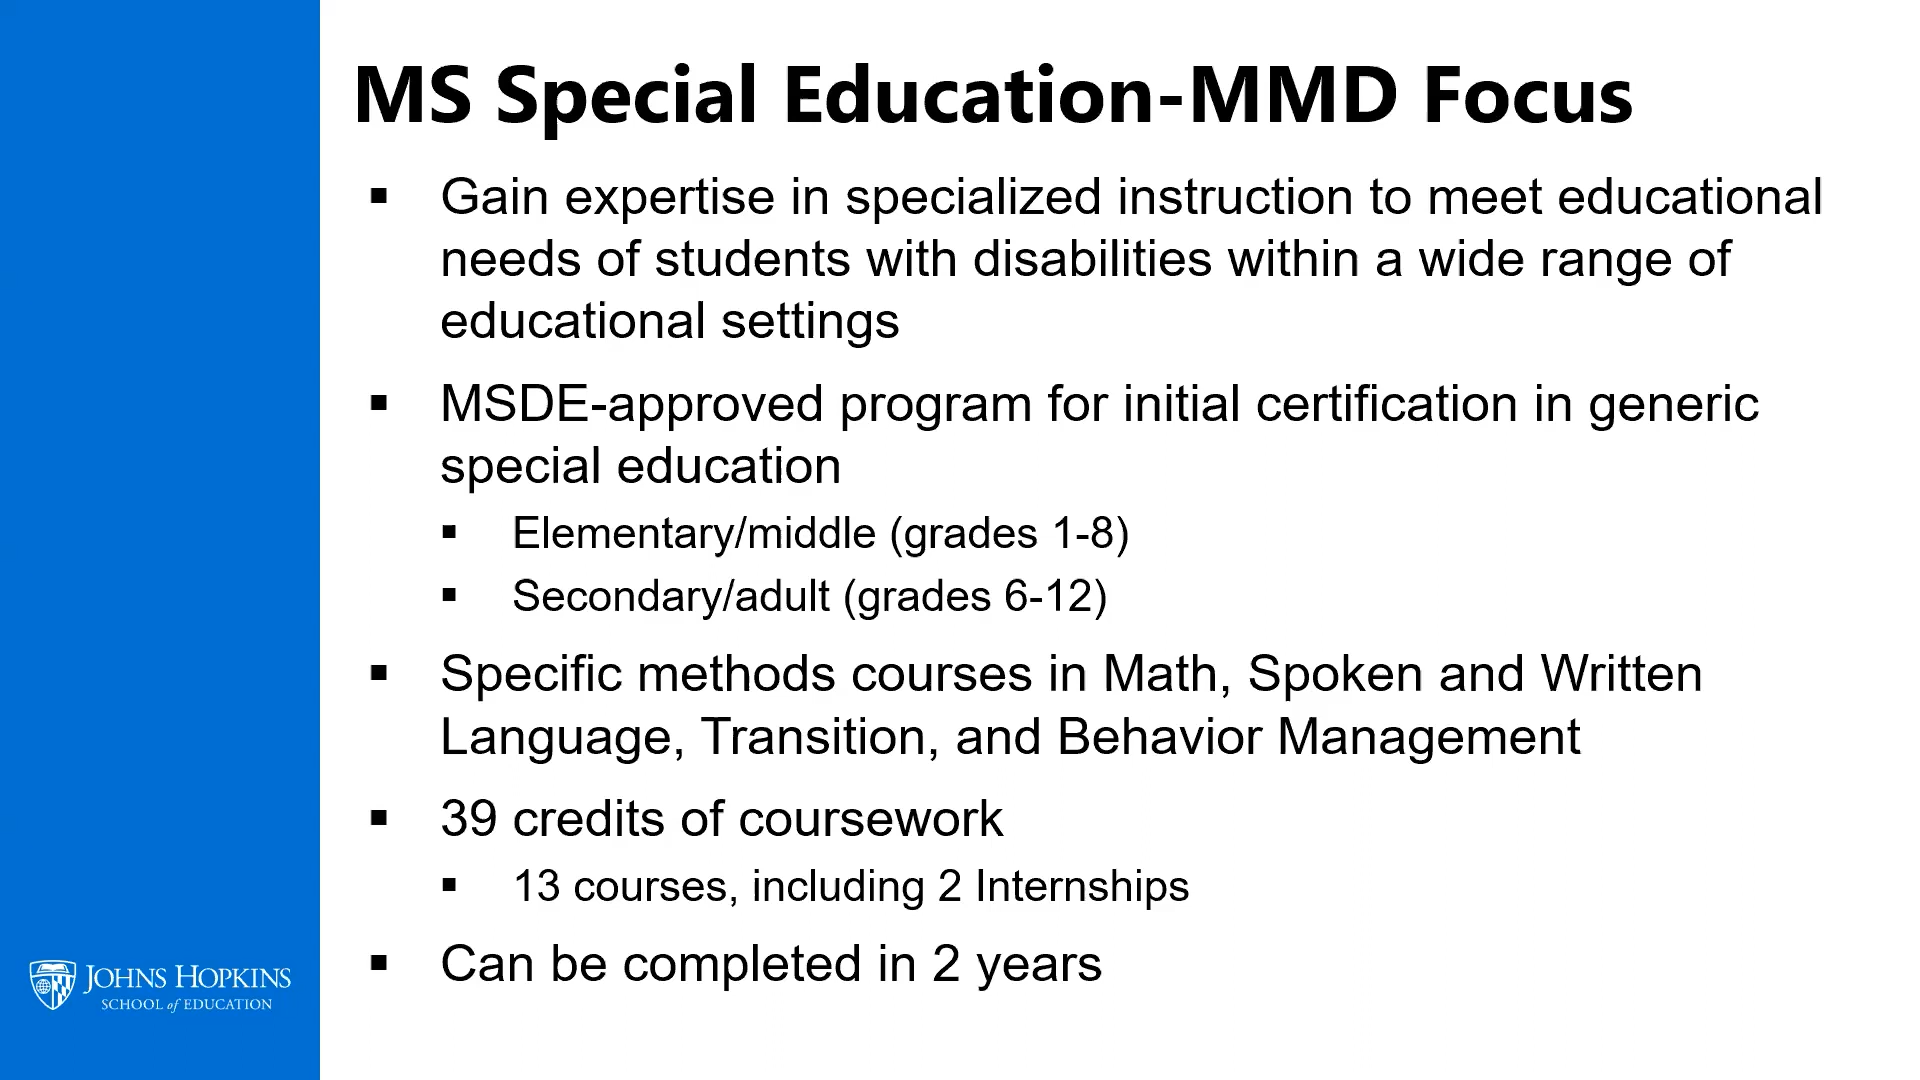 MS Special Education-MMD Focus
▪ Gain expertise in specialized instruction to meet educational
needs of students with disabilities within a wide range of
educational settings
▪ MSDE-approved program for initial certification in generic
special education
▪ Elementary/middle (grades 1-8)
▪ Secondary/adult (grades 6-12)
▪ Specific methods courses in Math, Spoken and Written
Language, Transition, and Behavior Management
▪ 39 credits of coursework
▪ 13 courses, including 2 Internships
▪ Can be completed in 2 years
JOHNS HOPKINS
SCHOOL of EDUCATION